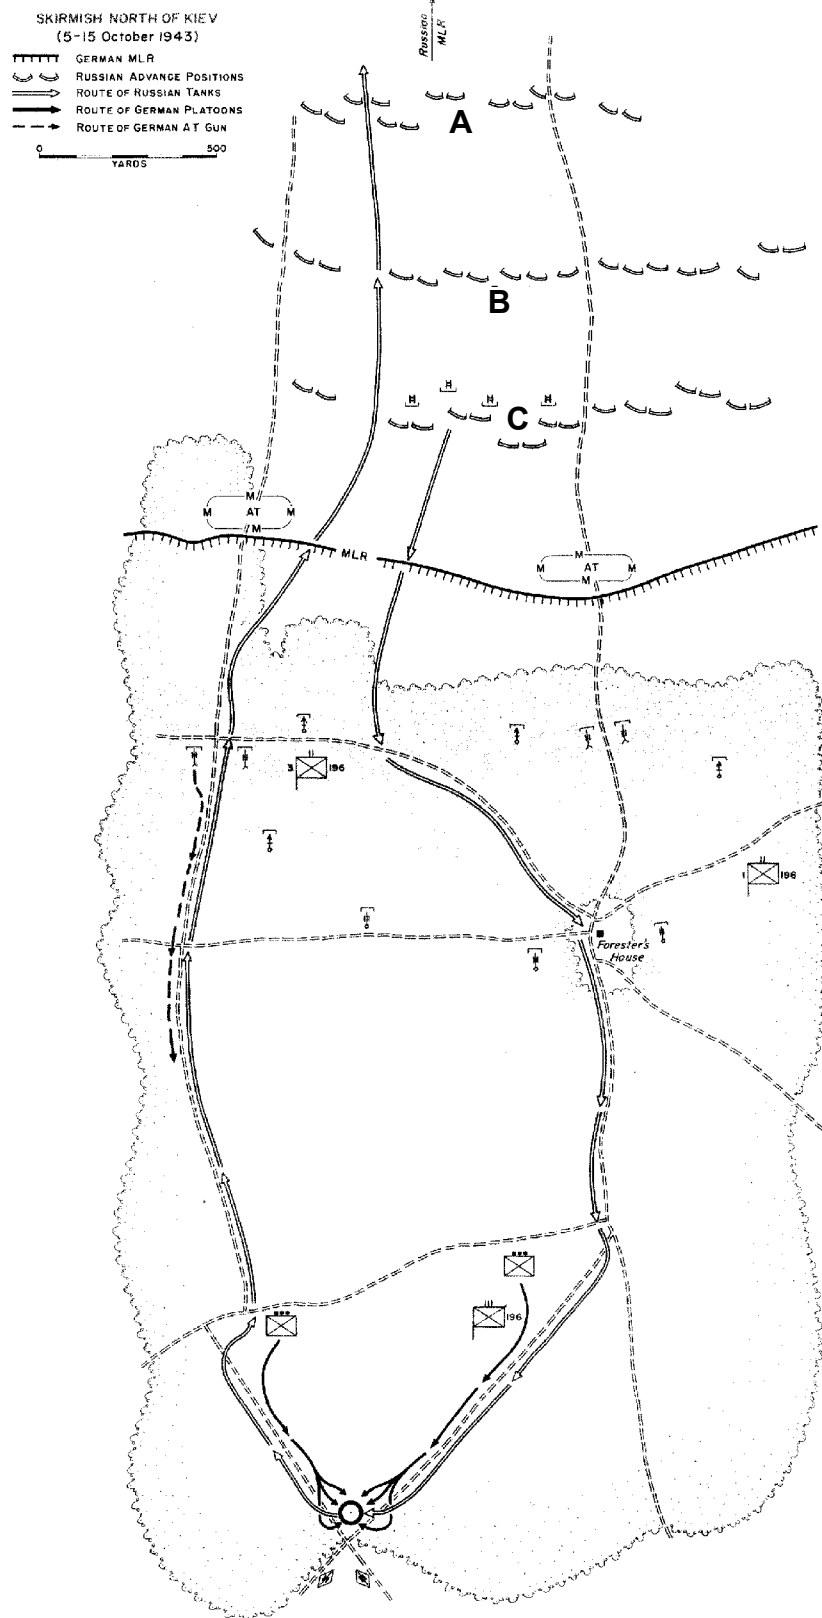 SKIRMISH NORTH OF KIEV
(5-15 October 1943)
GERMAN MLR
RUSSIAN ADVANCE POSITIONS
ROUTE OF RUSSIAN TANKS
ROUTE OF GERMAN PLATOONS
ROUTE OF GERMAN AT GUN
0 500
YARDS
Russian
MLR
A
B
C
M
M AT M
M
MLR
M
M AT M
M
3 196
1 196
Forester's
House
196